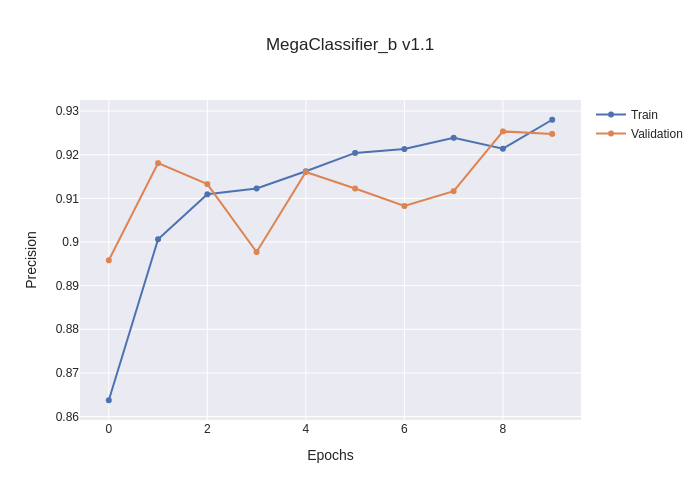 MegaClassifier_b v1.1
Train
Validation
Precision
0.93
0.92
0.91
0.9
0.89
0.88
0.87
0.86
0 2 4 6 8
Epochs